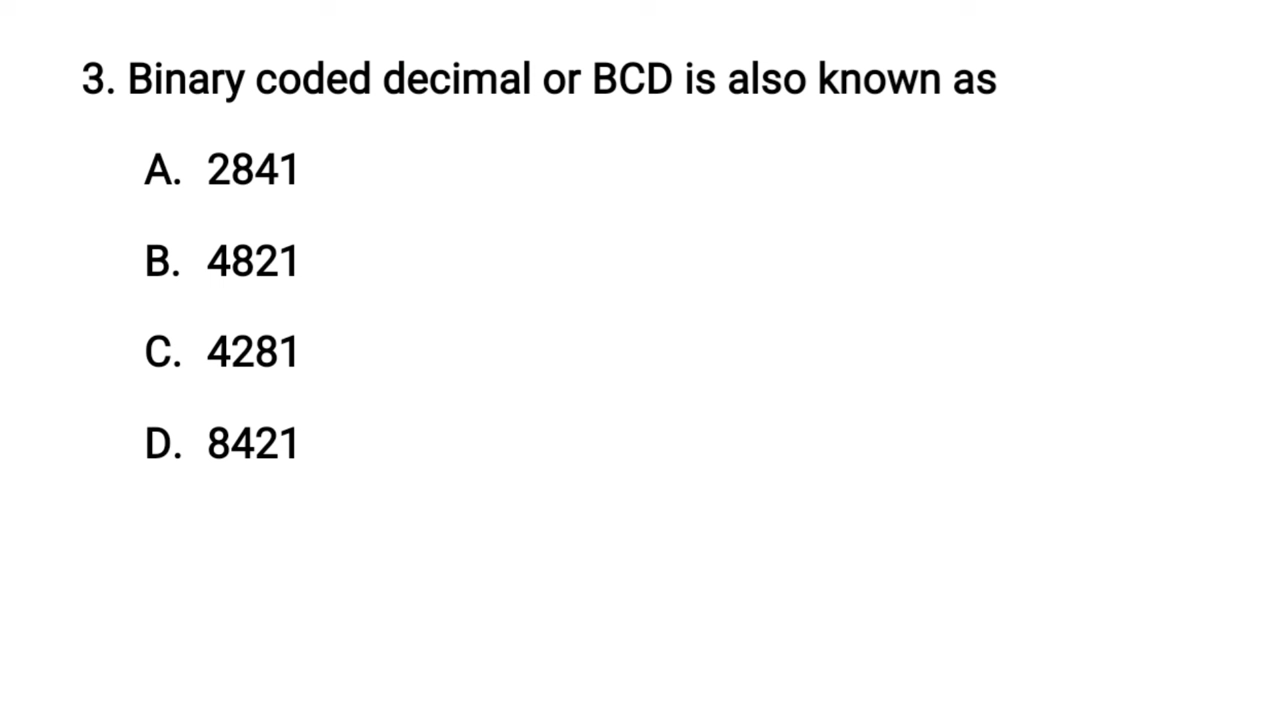 3. Binary coded decimal or BCD is also known as
A. 2841
B. 4821
C. 4281
D. 8421